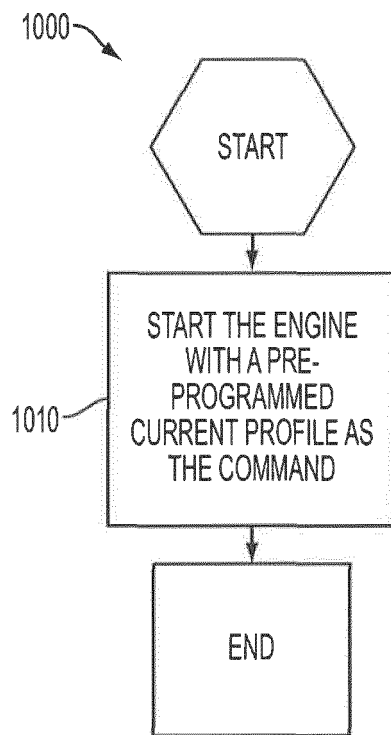 1000
START
START THE ENGINE
WITH A PRE-
PROGRAMMED
CURRENT PROFILE AS
THE COMMAND
1010
END